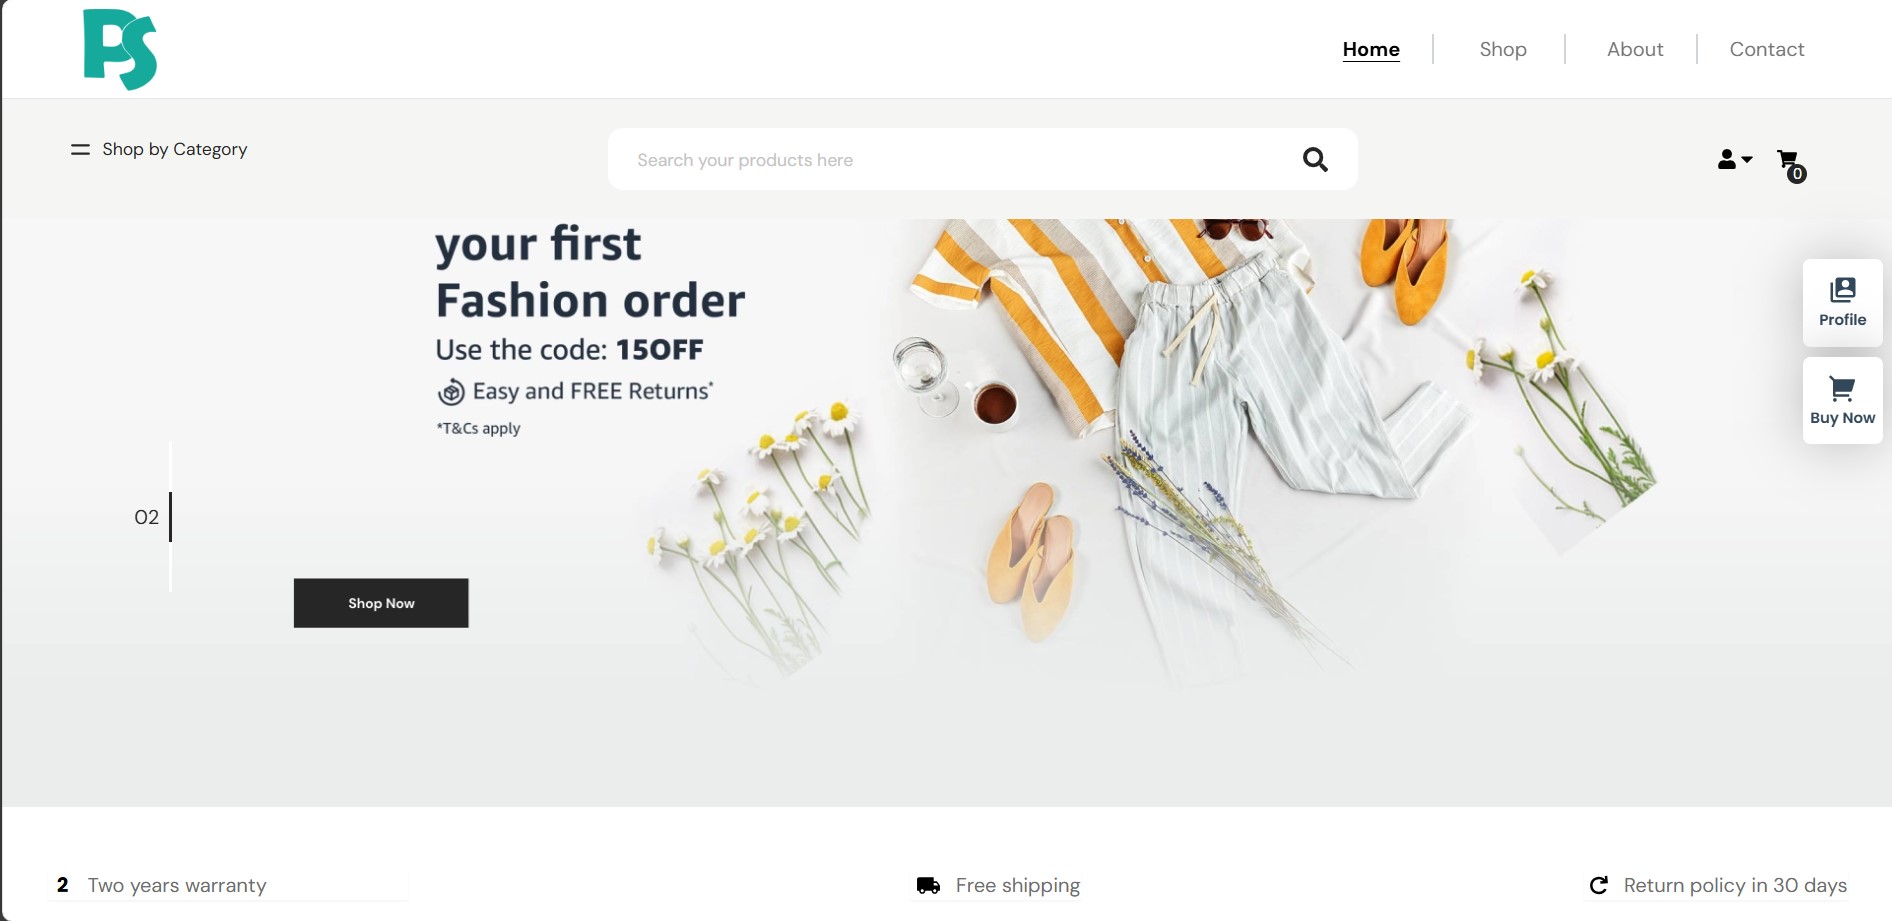 PS
Home
Shop
About
Contact
Shop by Category
Search your products here
0
your first
Fashion order
Use the code: 15OFF
Easy and FREE Returns*
*T&Cs apply
Profile
Buy Now
02
Shop Now
2 Two years warranty
Free shipping
Return policy in 30 days